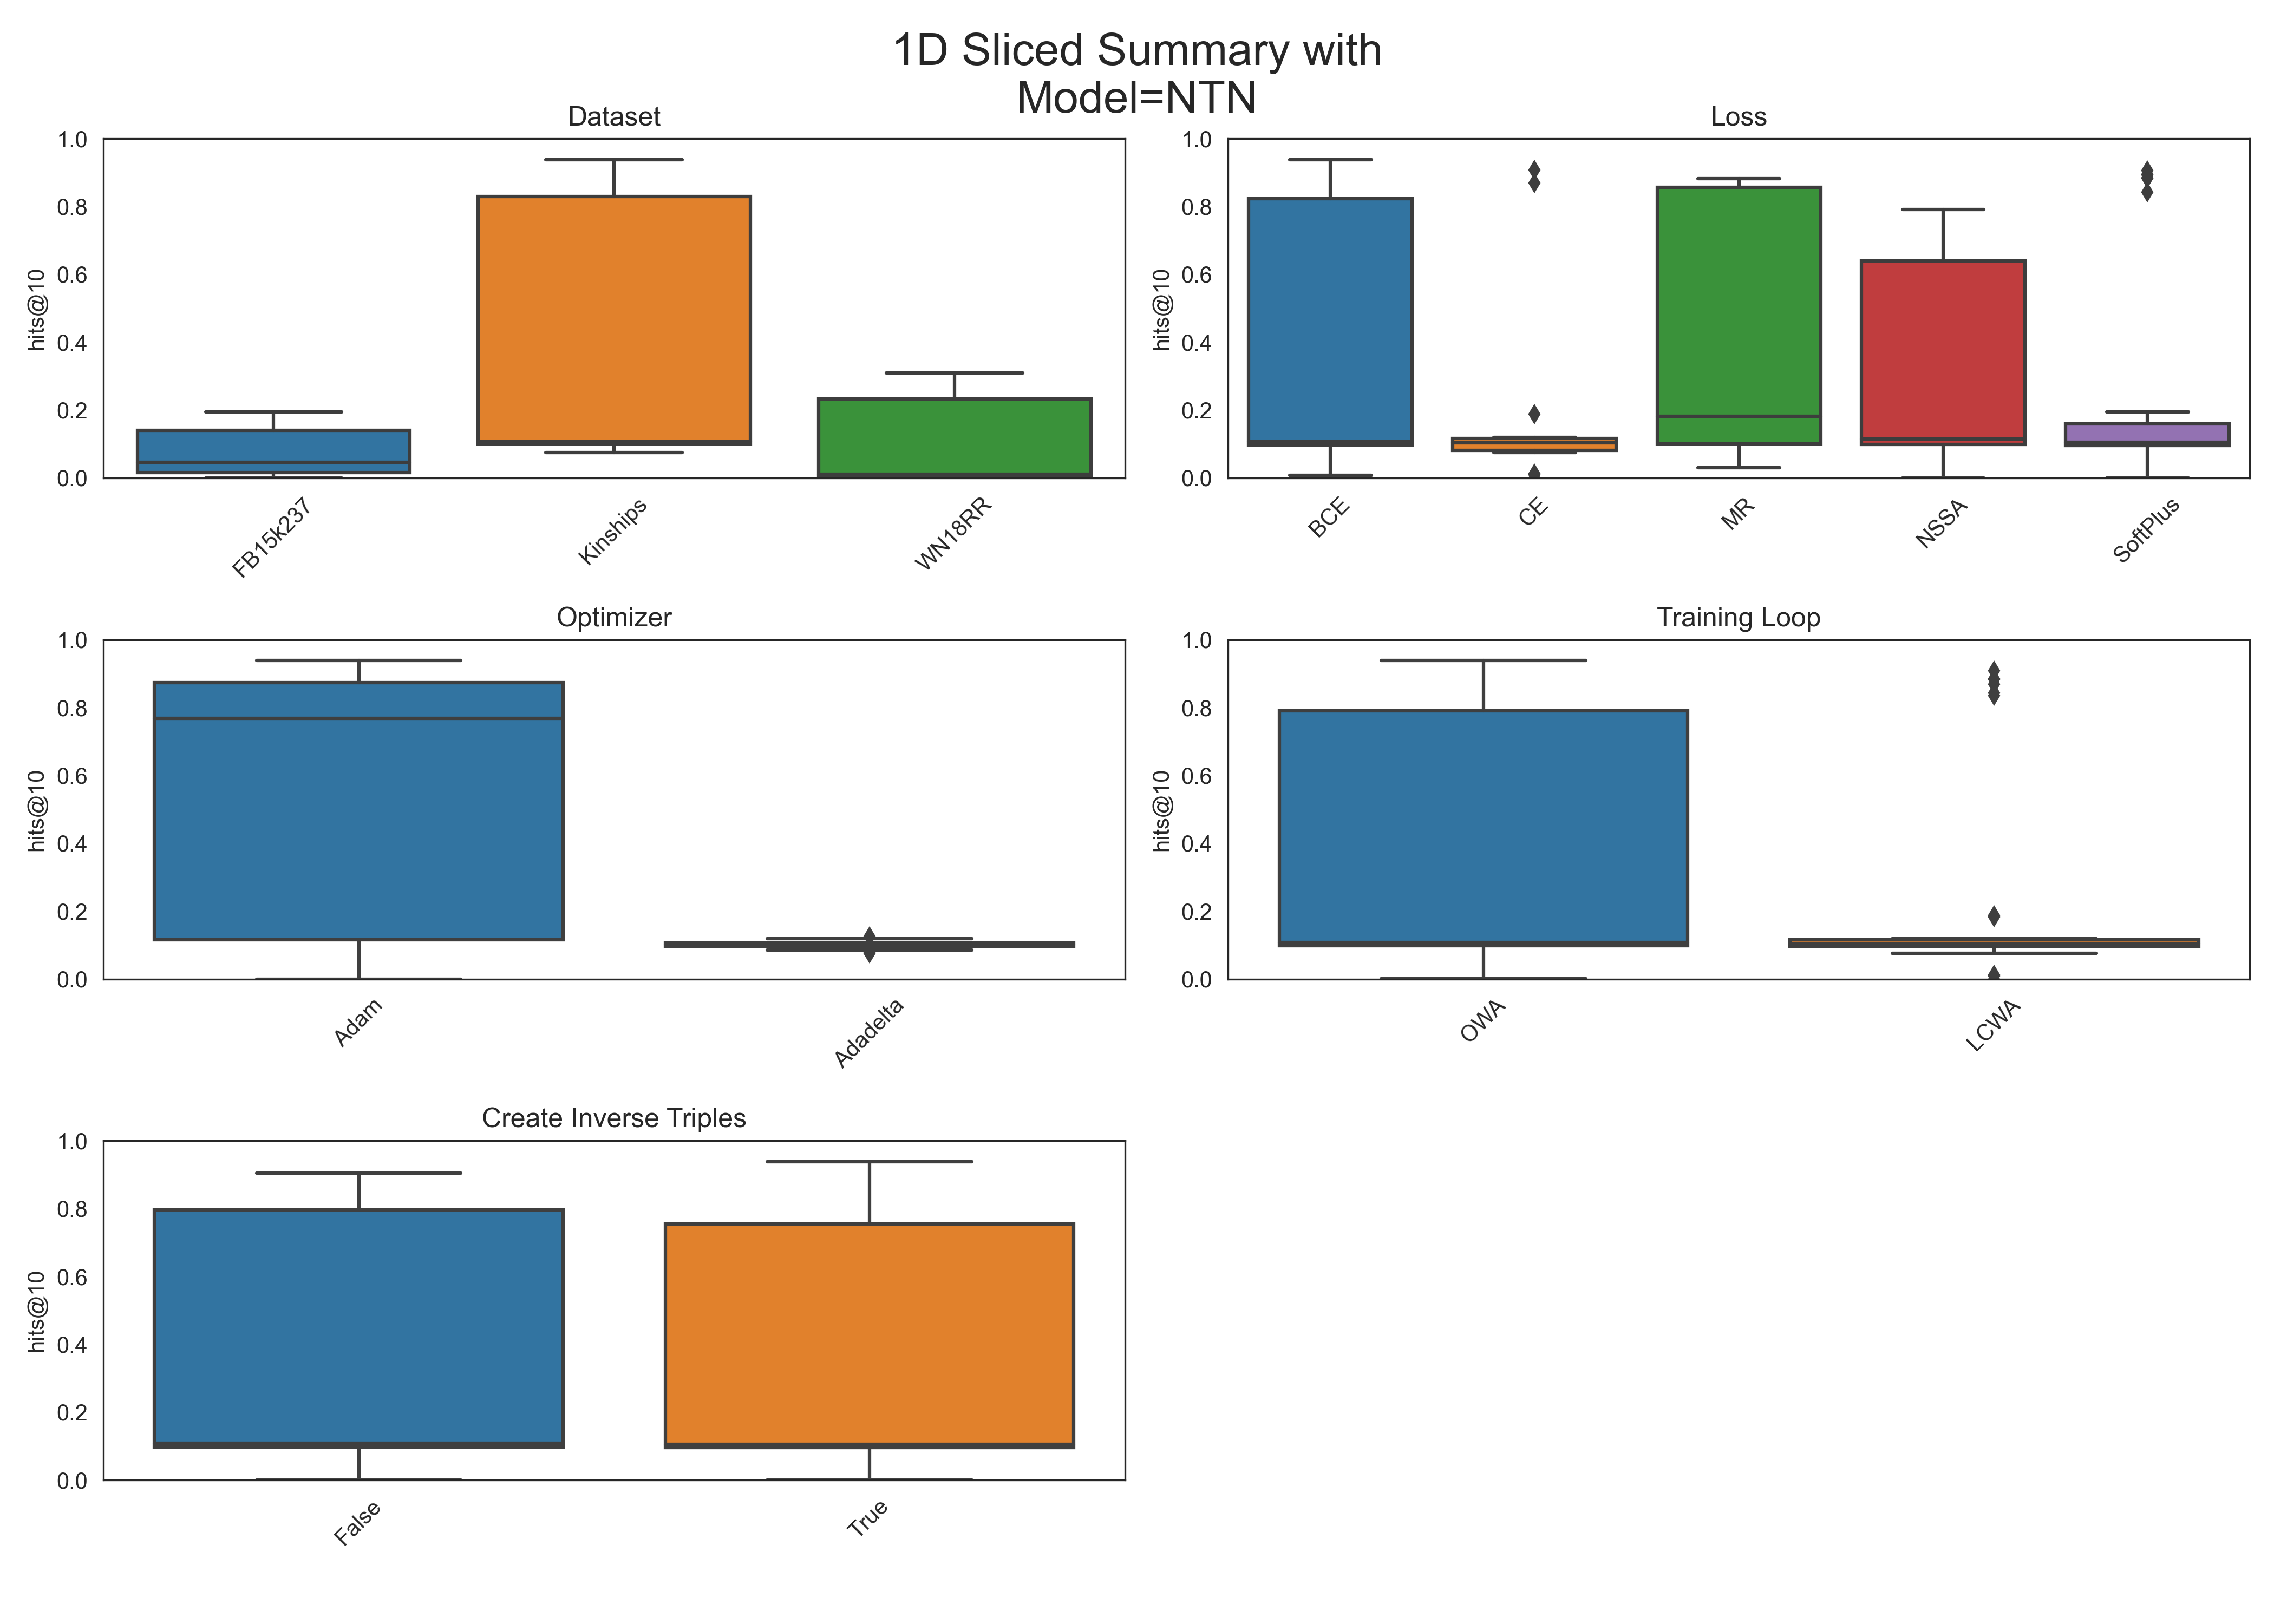 1D Sliced Summary with
Model=NTN
Dataset
1.0
0.8
0.6
0.4
0.2
0.0
hits@10
FB15k237
Kinships
WN18RR
Loss
1.0
0.8
0.6
0.4
0.2
0.0
hits@10
BCE
CE
MR
NSSA
SoftPlus
Optimizer
1.0
0.8
0.6
0.4
0.2
0.0
hits@10
Adam
Adadelta
Training Loop
1.0
0.8
0.6
0.4
0.2
0.0
hits@10
OWA
LCWA
Create Inverse Triples
1.0
0.8
0.6
0.4
0.2
0.0
hits@10
False
True